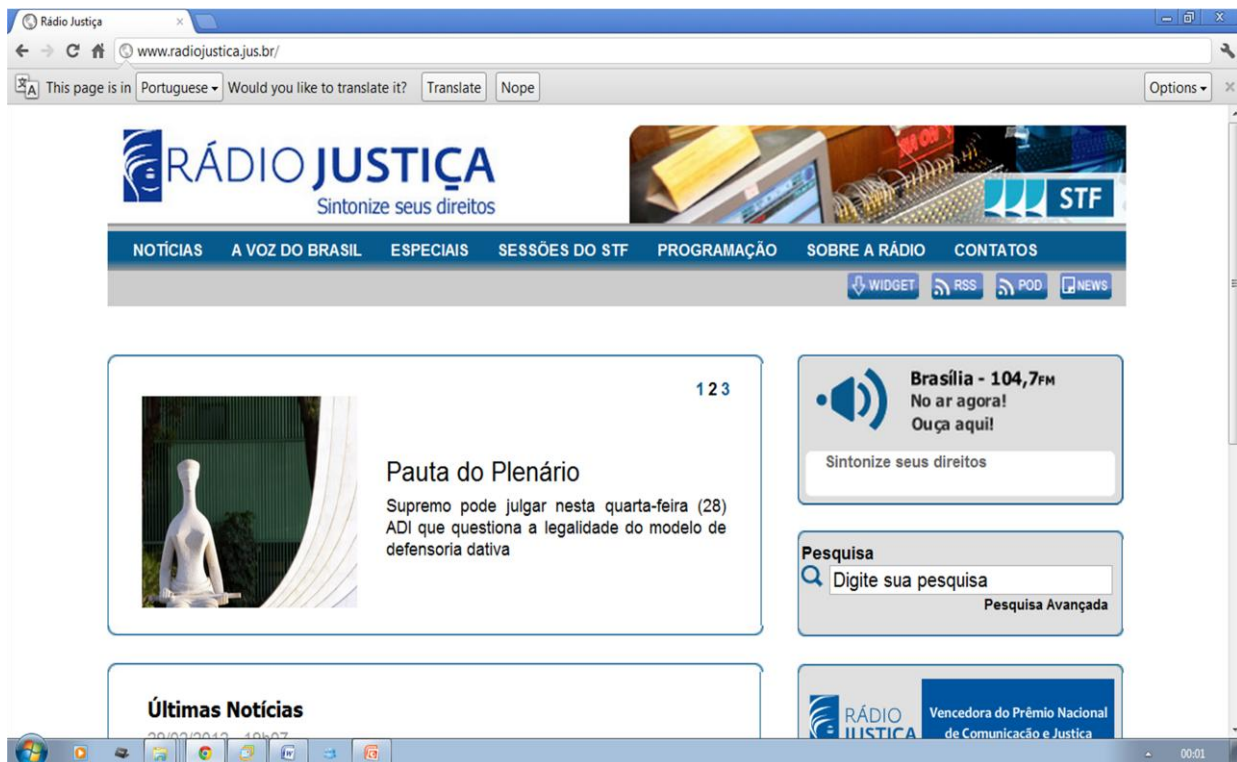 Rádio Justiça
www.radiojustica.jus.br/
This page is in Portuguese Would you like to translate it? Translate Nope Options
RÁDIO JUSTIÇA
Sintonize seus direitos
STF
NOTÍCIAS A VOZ DO BRASIL ESPECIAIS SESSÕES DO STF PROGRAMAÇÃO SOBRE A RÁDIO CONTATOS
WIDGET RSS POD NEWS
1 2 3
Pauta do Plenário
Supremo pode julgar nesta quarta-feira (28)
ADI que questiona a legalidade do modelo de
defensoria dativa
Brasília - 104,7FM
No ar agora!
Ouça aqui!
Sintonize seus direitos
Pesquisa
Digite sua pesquisa
Pesquisa Avançada
Últimas Notícias
RÁDIO
JUSTIÇA
Vencedora do Prêmio Nacional
de Comunicação e Justiça
00:01